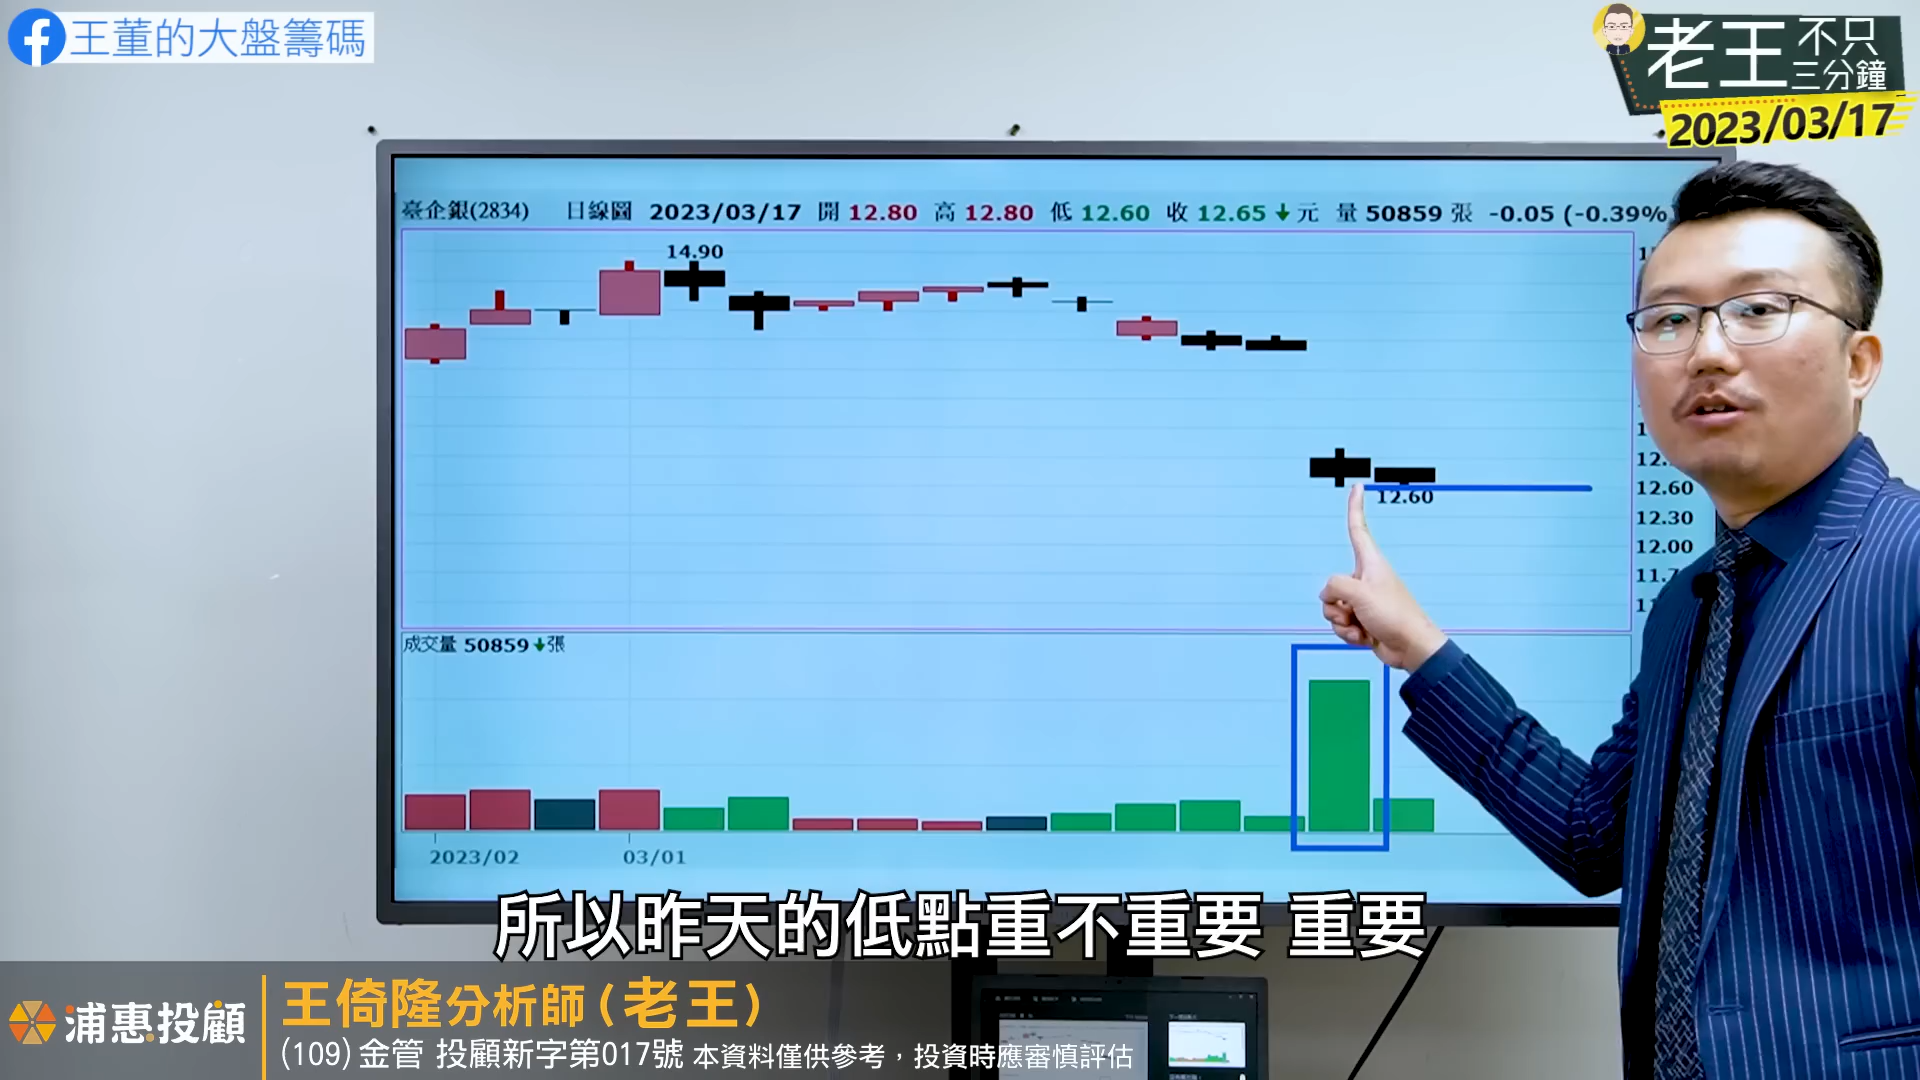 王董的大盤籌碼
老王不只三分鐘
2023/03/17
臺企銀(2834) 日線圖 2023/03/17 開 12.80 高 12.80 低 12.60 收 12.65↓元 量 50859 張 -0.05 (-0.39%
14.90
12.60
12.60
12.30
12.00
成交量 50859↓張
2023/02 03/01
所以昨天的低點重不重要 重要
浦惠投顧
王倚隆分析師(老王)
(109)金管 投顧新字第017號 本資料僅供參考，投資時應審慎評估